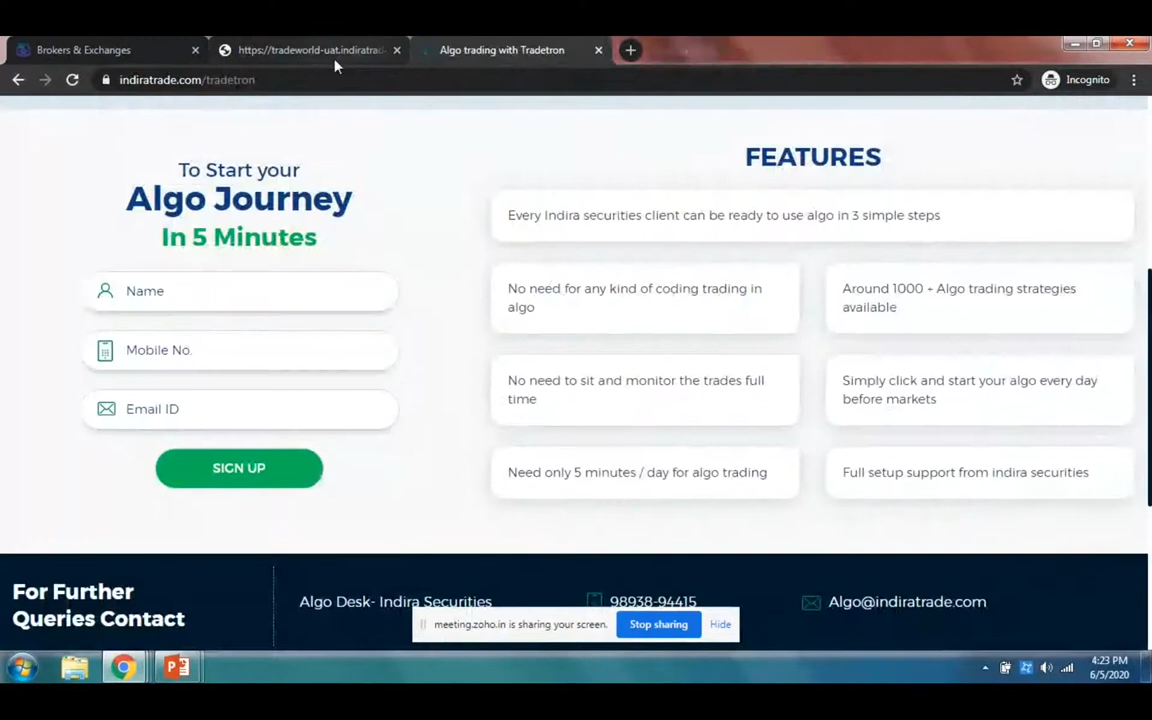 Brokers & Exchanges
https://tradeworld-uat.indiratrad
Algo trading with Tradetron
indiratrade.com/tradetron
Incognito
To Start your
Algo Journey
In 5 Minutes
Name
Mobile No.
Email ID
SIGN UP
FEATURES
Every Indira securities client can be ready to use algo in 3 simple steps
No need for any kind of coding trading in
algo
Around 1000 + Algo trading strategies
available
No need to sit and monitor the trades full
time
Simply click and start your algo every day
before markets
Need only 5 minutes / day for algo trading
Full setup support from indira securities
For Further
Queries Contact
Algo Desk- Indira Securities
98938-94415
Algo@indiratrade.com
meeting.zoho.in is sharing your screen.
Stop sharing
Hide
4:23 PM
6/5/2020